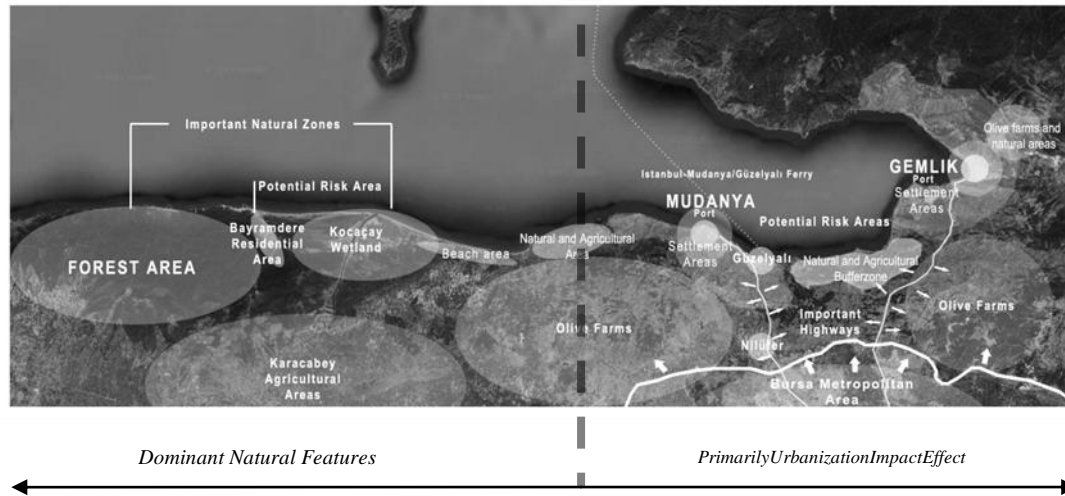 Important Natural Zones
Potential Risk Area
Bayramdere
Residential
Area
Kocaçay
Wetland
FOREST AREA
Beach area
Natural and Agricultural
Area
Karacabey
Agricultural
Areas
Olive Farms
Istanbul-Mudanya/Güzelyalı Ferry
MUDANYA
Port
Settlement
Areas
Güzelyalı
Potential Risk Areas
Natural and Agricultural
Bufferzone
Important
Highways
Nilüfer
Bursa Metropolitan
Area
Olive farms and
natural areas
GEMLIK
Port
Settlement
Areas
Olive Farms
Dominant Natural Features
PrimarilyUrbanizationImpactEffect